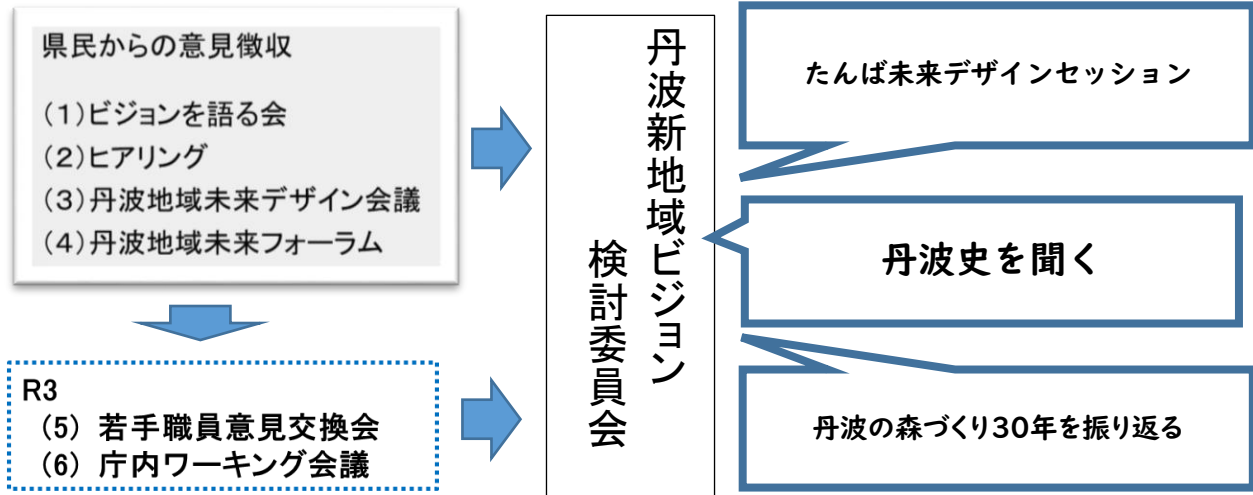 県民からの意見徴収
(1)ビジョンを語る会
(2)ヒアリング
(3)丹波地域未来デザイン会議
(4)丹波地域未来フォーラム
R3
(5) 若手職員意見交換会
(6) 庁内ワーキング会議
丹波新地域ビジョン
検討委員会
たんば未来デザインセッション
丹波史を聞く
丹波の森づくり30年を振り返る